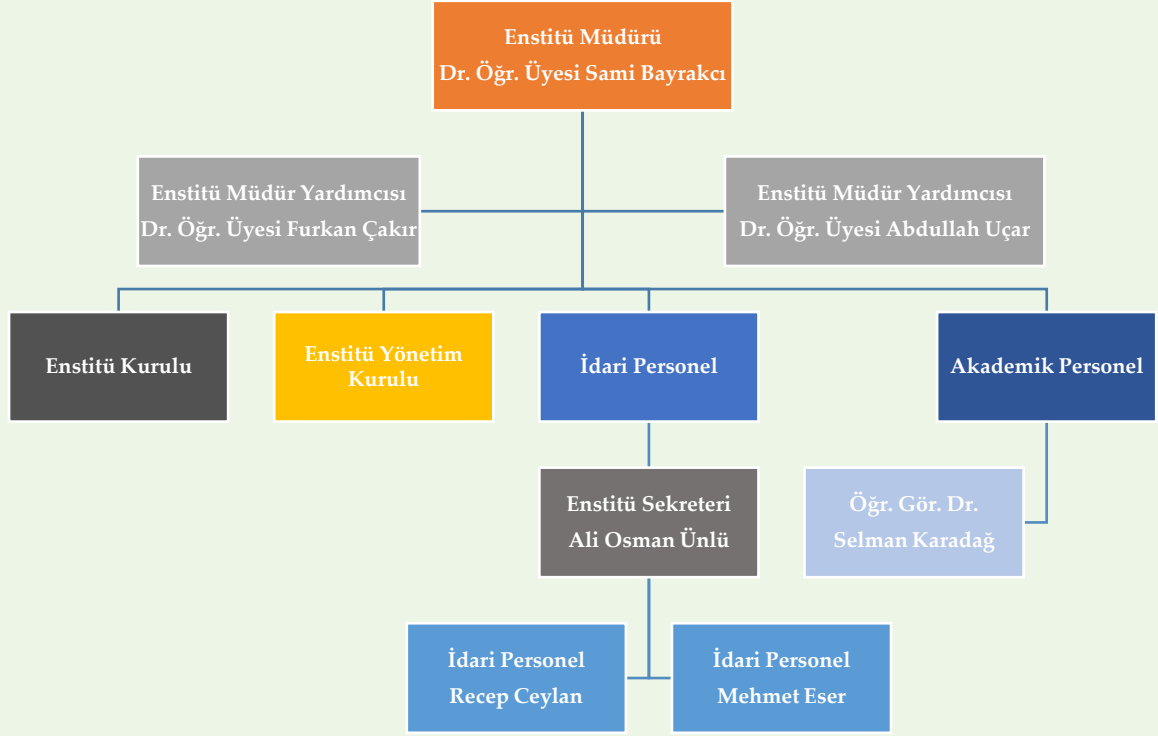 Enstitü Müdürü
Dr. Öğr. Üyesi Sami Bayrakcı
Enstitü Müdür Yardımcısı
Dr. Öğr. Üyesi Furkan Çakır
Enstitü Müdür Yardımcısı
Dr. Öğr. Üyesi Abdullah Uçar
Enstitü Kurulu
Enstitü Yönetim
Kurulu
İdari Personel
Akademik Personel
Enstitü Sekreteri
Ali Osman Ünlü
Öğr. Gör. Dr.
Selman Karadağ
İdari Personel
Recep Ceylan
İdari Personel
Mehmet Eser